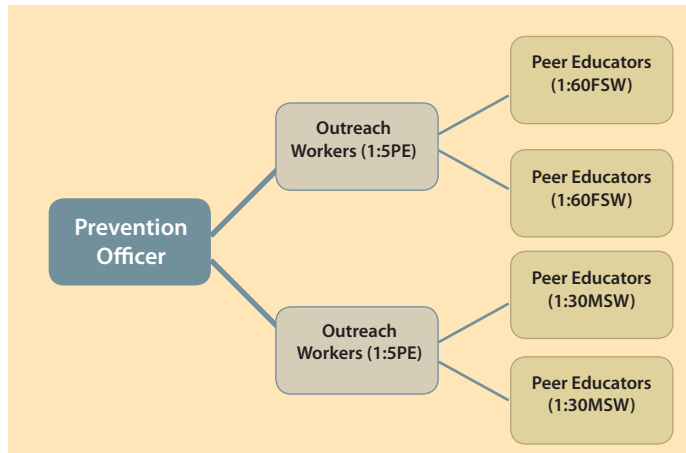 Prevention
Officer
Outreach
Workers (1:5PE)
Peer Educators
(1:60FSW)
Peer Educators
(1:60FSW)
Outreach
Workers (1:5PE)
Peer Educators
(1:30MSW)
Peer Educators
(1:30MSW)